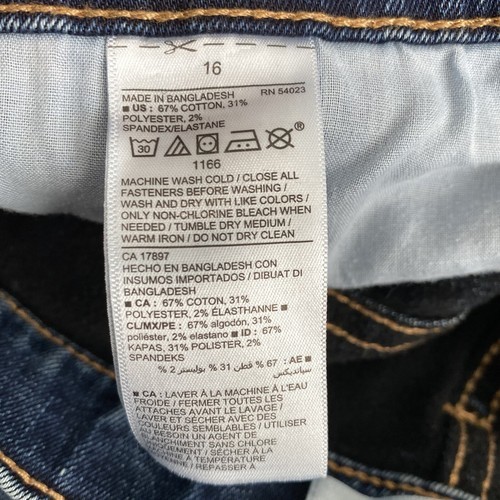 16
MADE IN BANGLADESH RN 54023
■ US : 67% COTTON, 31%
POLYESTER, 2%
SPANDEX/ELASTANE
30 ®
1166
MACHINE WASH COLD / CLOSE ALL
FASTENERS BEFORE WASHING /
WASH AND DRY WITH LIKE COLORS /
ONLY NON-CHLORINE BLEACH WHEN
NEEDED / TUMBLE DRY MEDIUM /
WARM IRON / DO NOT DRY CLEAN
CA 17897
HECHO EN BANGLADESH CON
INSUMOS IMPORTADOS / DIBUAT DI
BANGLADESH
■ CA : 67% COTTON, 31%
POLYESTER, 2% ÉLASTHANNE ■
CL/MX/PE : 67% algodón, 31%
poliéster, 2% elastano ■ ID : 67%
KAPAS, 31% POLISTER, 2%
SPANDEKS
■ AE : 67 % قطن 31 % بوليستر 2 %
سبانديكس
■ CA : LAVER À LA MACHINE À L'EAU
FROIDE / FERMER TOUTES LES
ATTACHES AVANT LE LAVAGE /
LAVER ET SÉCHER AVEC DES
COULEURS SEMBLABLES / UTILISER
AU BESOIN UN AGENT DE
BLANCHIMENT SANS CHLORE
À TEMPÉRATURE
/ REPASSER À